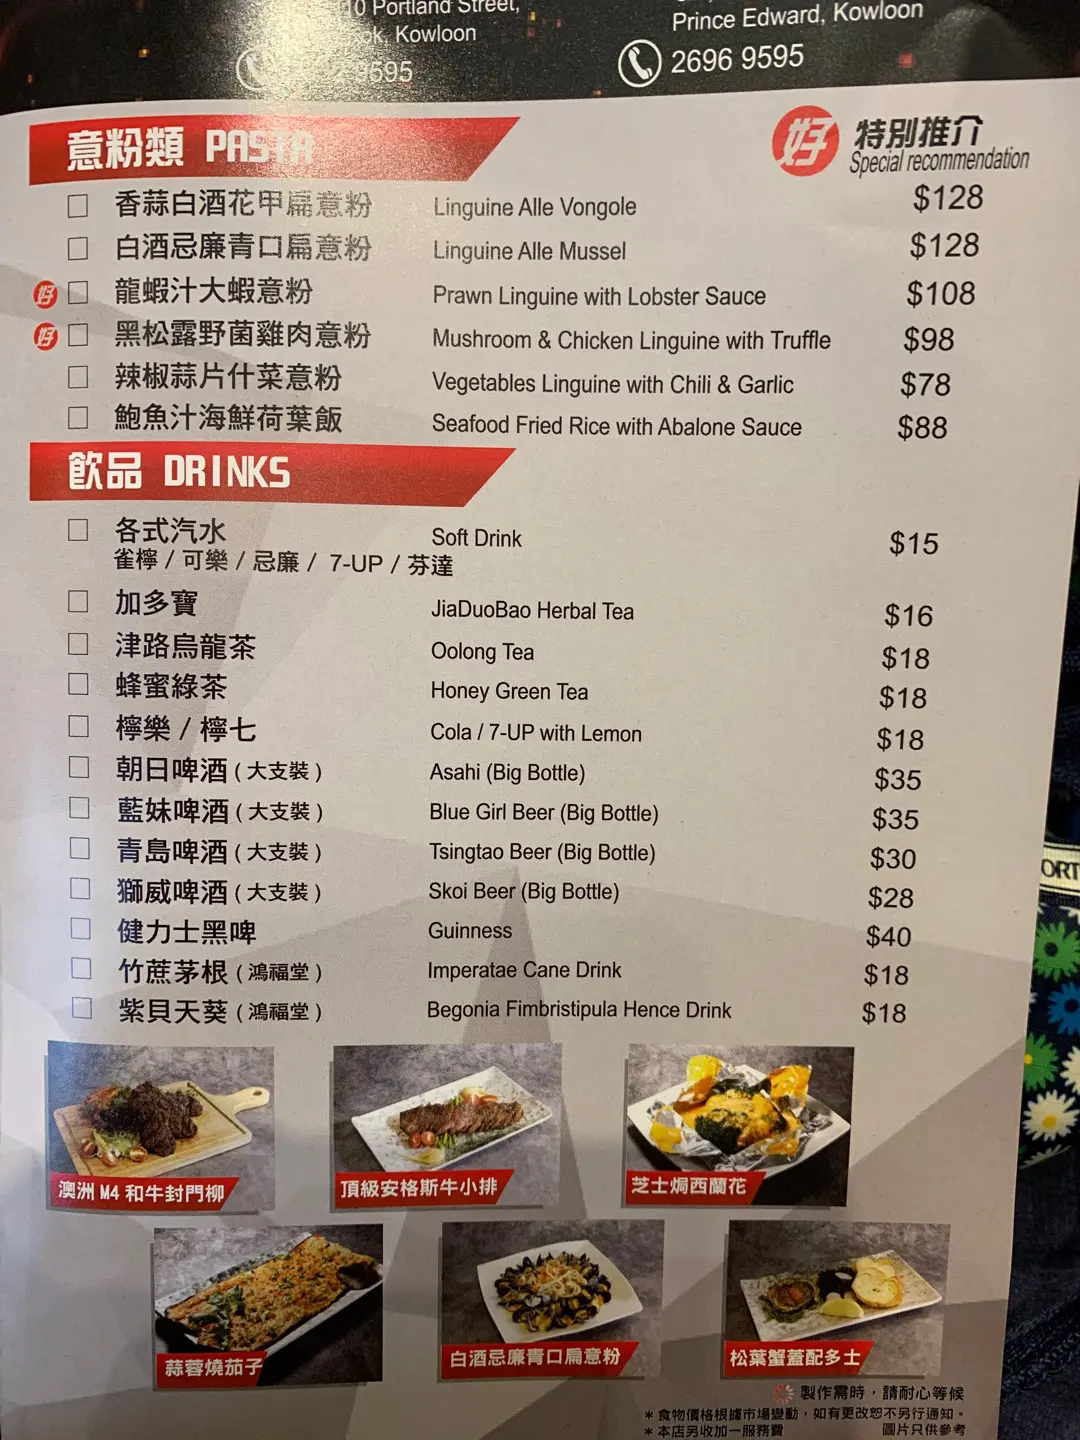 10 Portland Street,
Kowloon
9595
Prince Edward, Kowloon
2696 9595
意粉類 PASTA
好 特別推介
Special recommendation
香蒜白酒花甲扁意粉 Linguine Alle Vongole $128
白酒忌廉青口扁意粉 Linguine Alle Mussel $128
好 龍蝦汁大蝦意粉 Prawn Linguine with Lobster Sauce $108
好 黑松露野菌雞肉意粉 Mushroom & Chicken Linguine with Truffle $98
辣椒蒜片什菜意粉 Vegetables Linguine with Chili & Garlic $78
鮑魚汁海鮮荷葉飯 Seafood Fried Rice with Abalone Sauce $88
飲品 DRINKS
各式汽水 Soft Drink $15
雀檸 / 可樂 / 忌廉 / 7-UP / 芬達
加多寶 JiaDuoBao Herbal Tea $16
津路烏龍茶 Oolong Tea $18
蜂蜜綠茶 Honey Green Tea $18
檸樂 / 檸七 Cola / 7-UP with Lemon $18
朝日啤酒 ( 大支裝 ) Asahi (Big Bottle) $35
藍妹啤酒 ( 大支裝 ) Blue Girl Beer (Big Bottle) $35
青島啤酒 ( 大支裝 ) Tsingtao Beer (Big Bottle) $30
獅威啤酒 ( 大支裝 ) Skoi Beer (Big Bottle) $28
健力士黑啤 Guinness $40
竹蔗茅根 ( 鴻福堂 ) Imperatae Cane Drink $18
紫貝天葵 ( 鴻福堂 ) Begonia Fimbristipula Hence Drink $18
澳洲 M4 和牛封門柳
頂級安格斯牛小排
芝士焗西蘭花
蒜蓉燒茄子
白酒忌廉青口扁意粉
松葉蟹蓋配多士
製作需時，請耐心等候
* 食物價格根據市場變動，如有更改恕不另行通知。
* 本店另收加一服務費 圖片只供參考
ORT